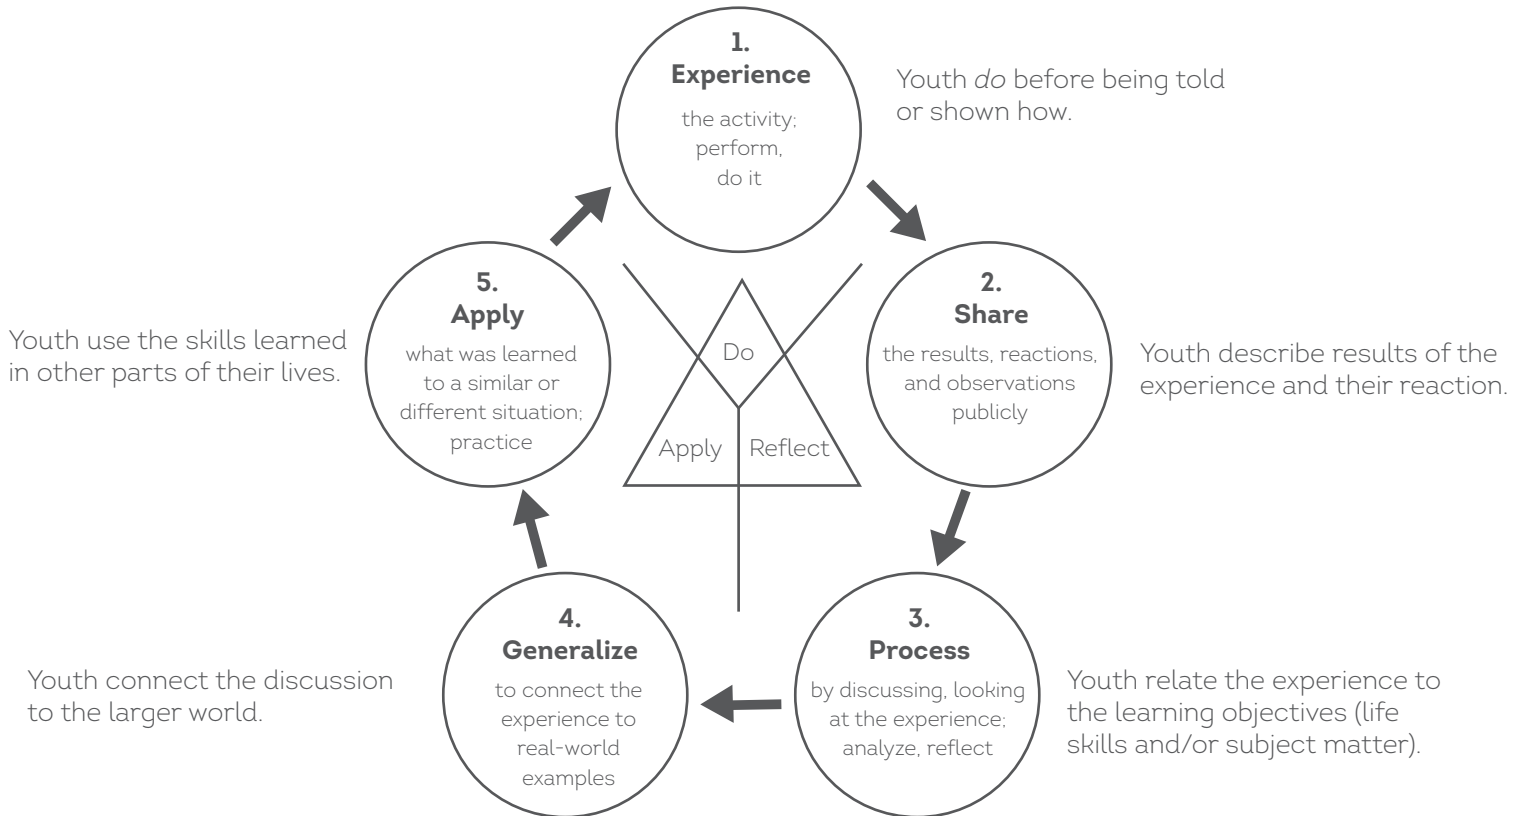 1.
Experience
the activity;
perform,
do it
Youth do before being told
or shown how.
2.
Share
the results, reactions,
and observations
publicly
Youth describe results of the
experience and their reaction.
3.
Process
by discussing, looking
at the experience;
analyze, reflect
Youth relate the experience to
the learning objectives (life
skills and/or subject matter).
4.
Generalize
to connect the
experience to
real-world
examples
Youth connect the discussion
to the larger world.
5.
Apply
what was learned
to a similar or
different situation;
practice
Youth use the skills learned
in other parts of their lives.
Do
Apply
Reflect